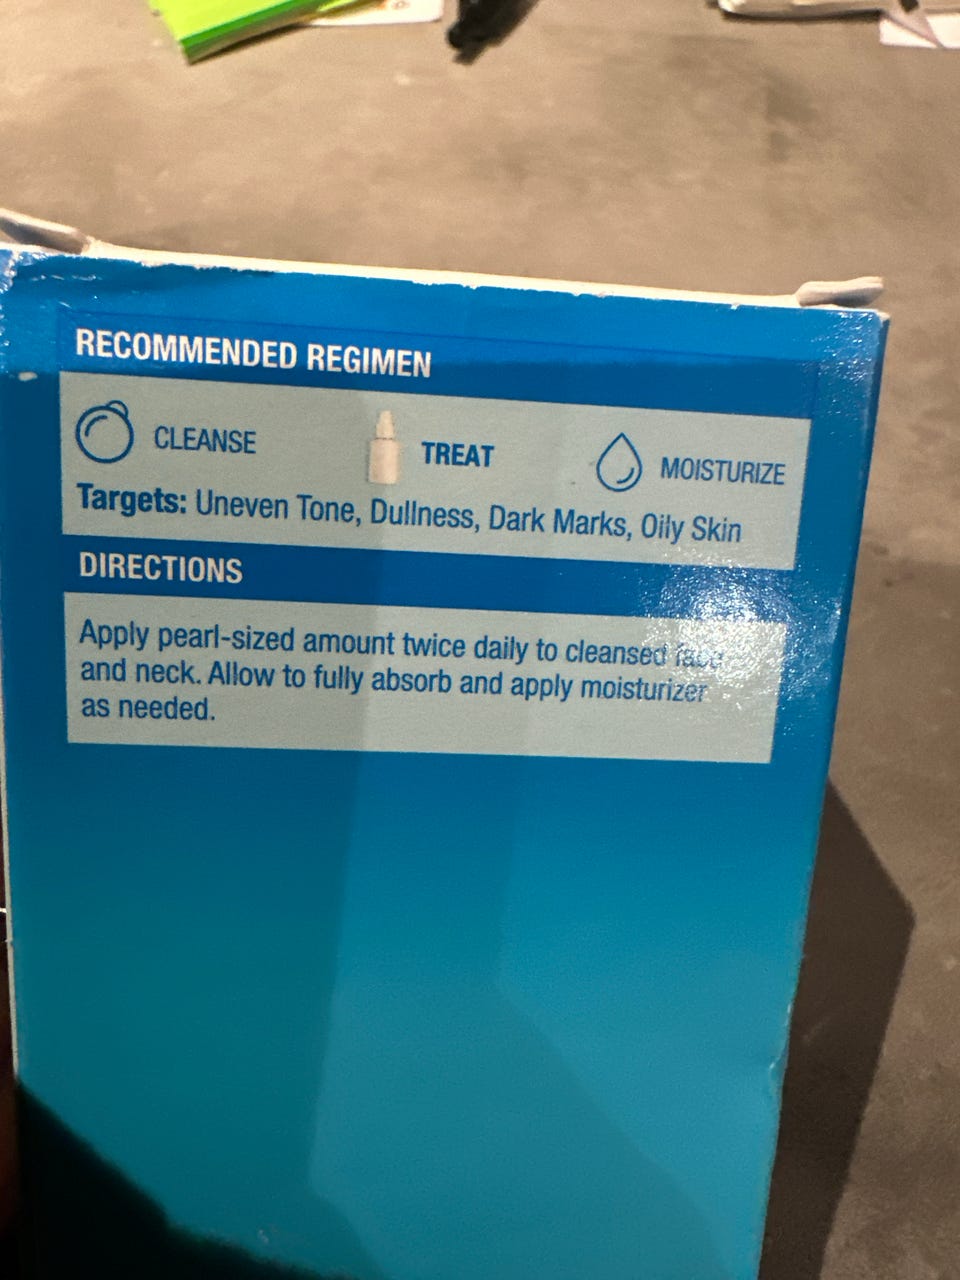 RECOMMENDED REGIMEN
CLEANSE TREAT MOISTURIZE
Targets: Uneven Tone, Dullness, Dark Marks, Oily Skin
DIRECTIONS
Apply pearl-sized amount twice daily to cleansed face
and neck. Allow to fully absorb and apply moisturizer
as needed.